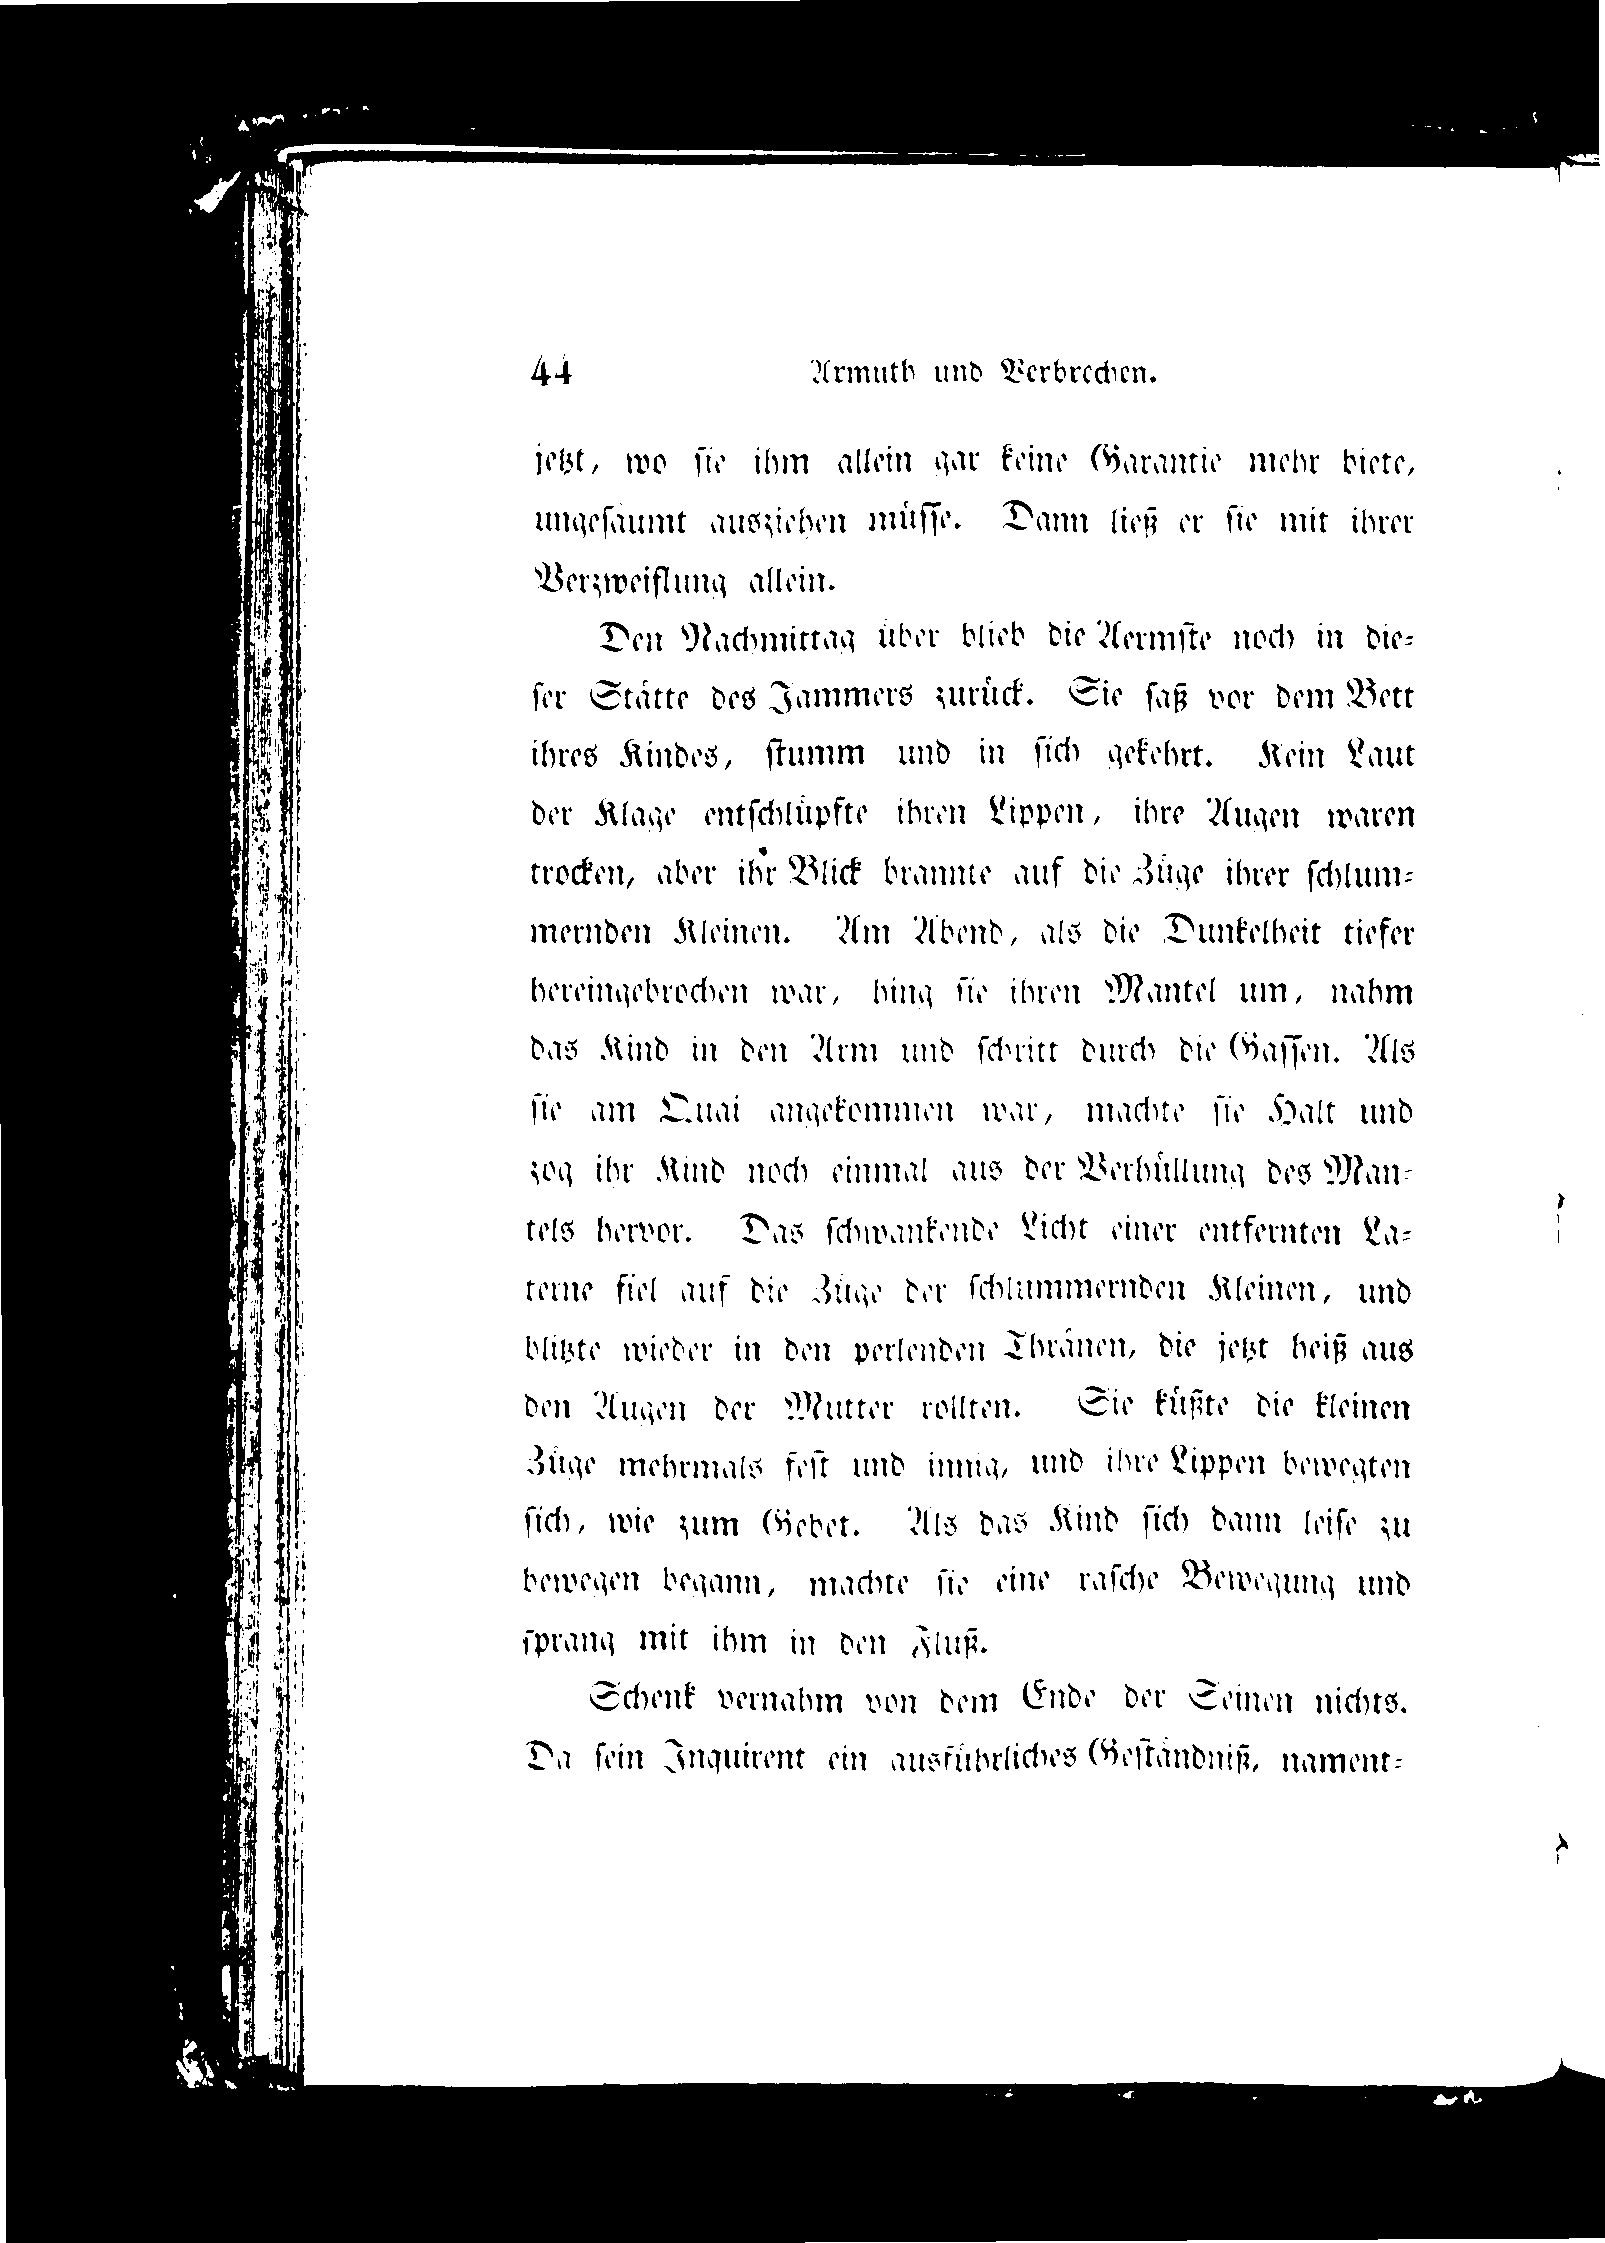 44 Armuth und Verbrechen.
jetzt, wo sie ihm allein gar keine Garantie mehr biete,
ungesäumt ausziehen müsse. Dann ließ er sie mit ihrer
Verzweiflung allein.
Den Nachmittag über blieb die Aermste noch in die-
ser Stätte des Jammers zurück. Sie saß vor dem Bett
ihres Kindes, stumm und in sich gekehrt. Kein Laut
der Klage entschlüpfte ihren Lippen, ihre Augen waren
trocken, aber ihr Blick brannte auf die Züge ihrer schlum-
mernden Kleinen. Am Abend, als die Dunkelheit tiefer
hereingebrochen war, hing sie ihren Mantel um, nahm
das Kind in den Arm und schritt durch die Gassen. Als
sie am Quai angekommen war, machte sie Halt und
zog ihr Kind noch einmal aus der Verhüllung des Man-
tels hervor. Das schwankende Licht einer entfernten La-
terne fiel auf die Züge der schlummernden Kleinen, und
blitzte wieder in den perlenden Thränen, die jetzt heiß aus
den Augen der Mutter rollten. Sie küßte die kleinen
Züge mehrmals fest und innig, und ihre Lippen bewegten
sich, wie zum Gebet. Als das Kind sich dann leise zu
bewegen begann, machte sie eine rasche Bewegung und
sprang mit ihm in den Fluß.
Schenk vernahm von dem Ende der Seinen nichts.
Da sein Inquirent ein ausführliches Geständniß, nament-